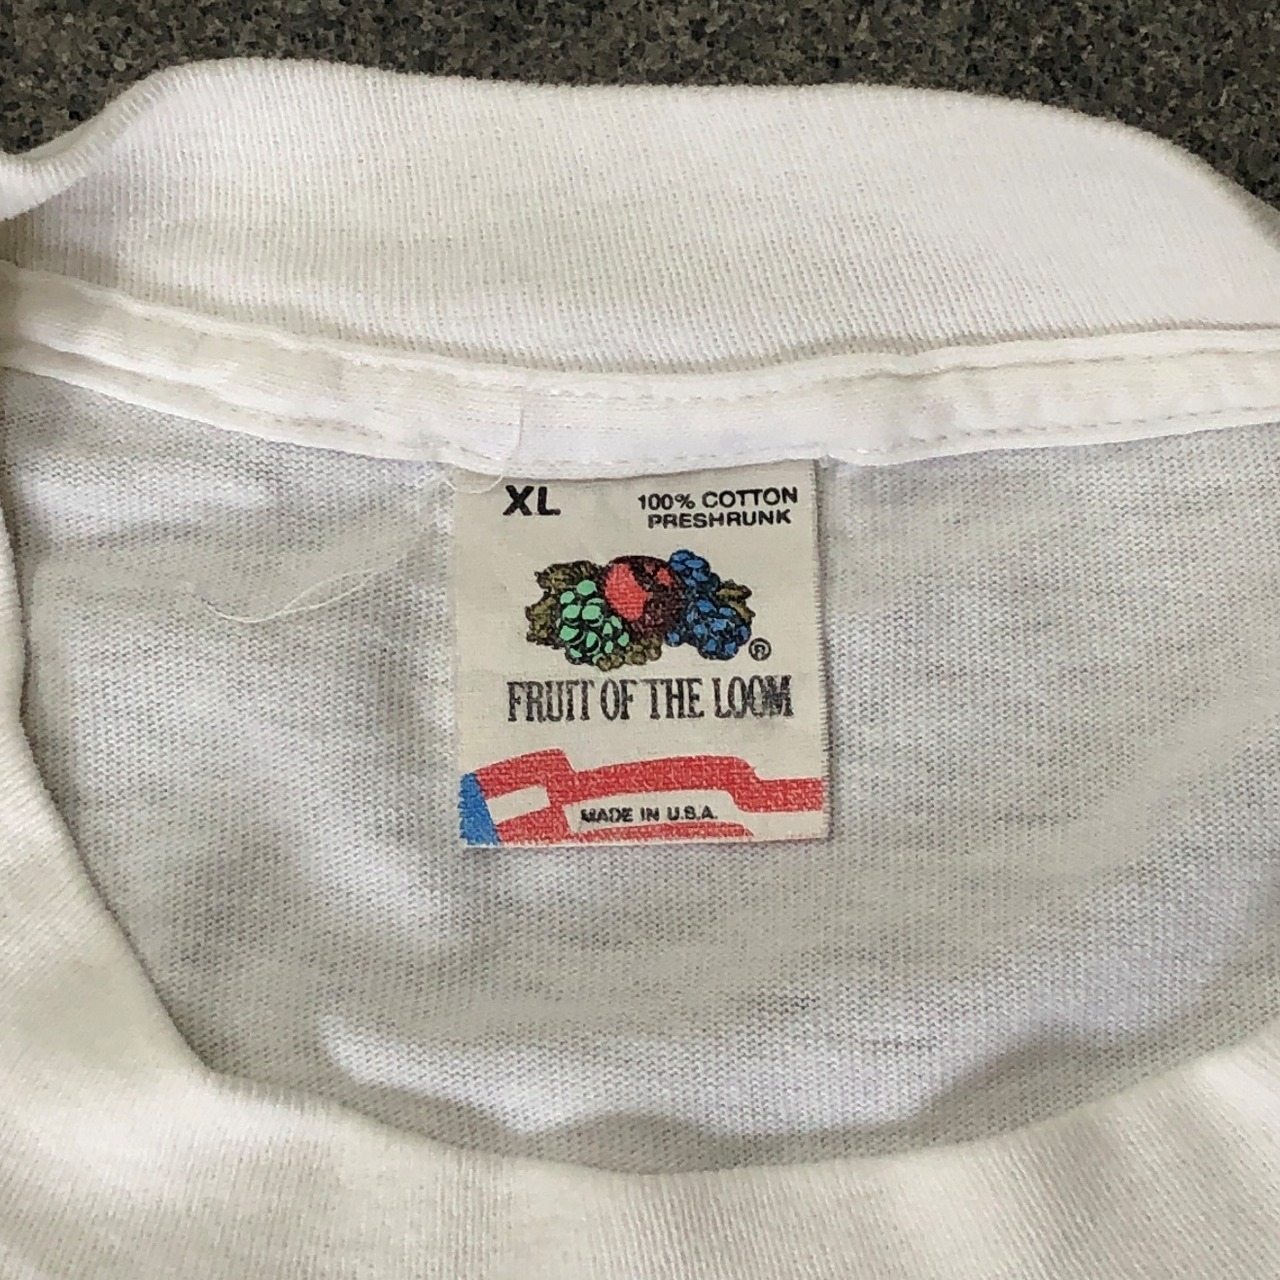 XL
100% COTTON
PRESHRUNK
®
FRUIT OF THE LOOM
MADE IN U.S.A.